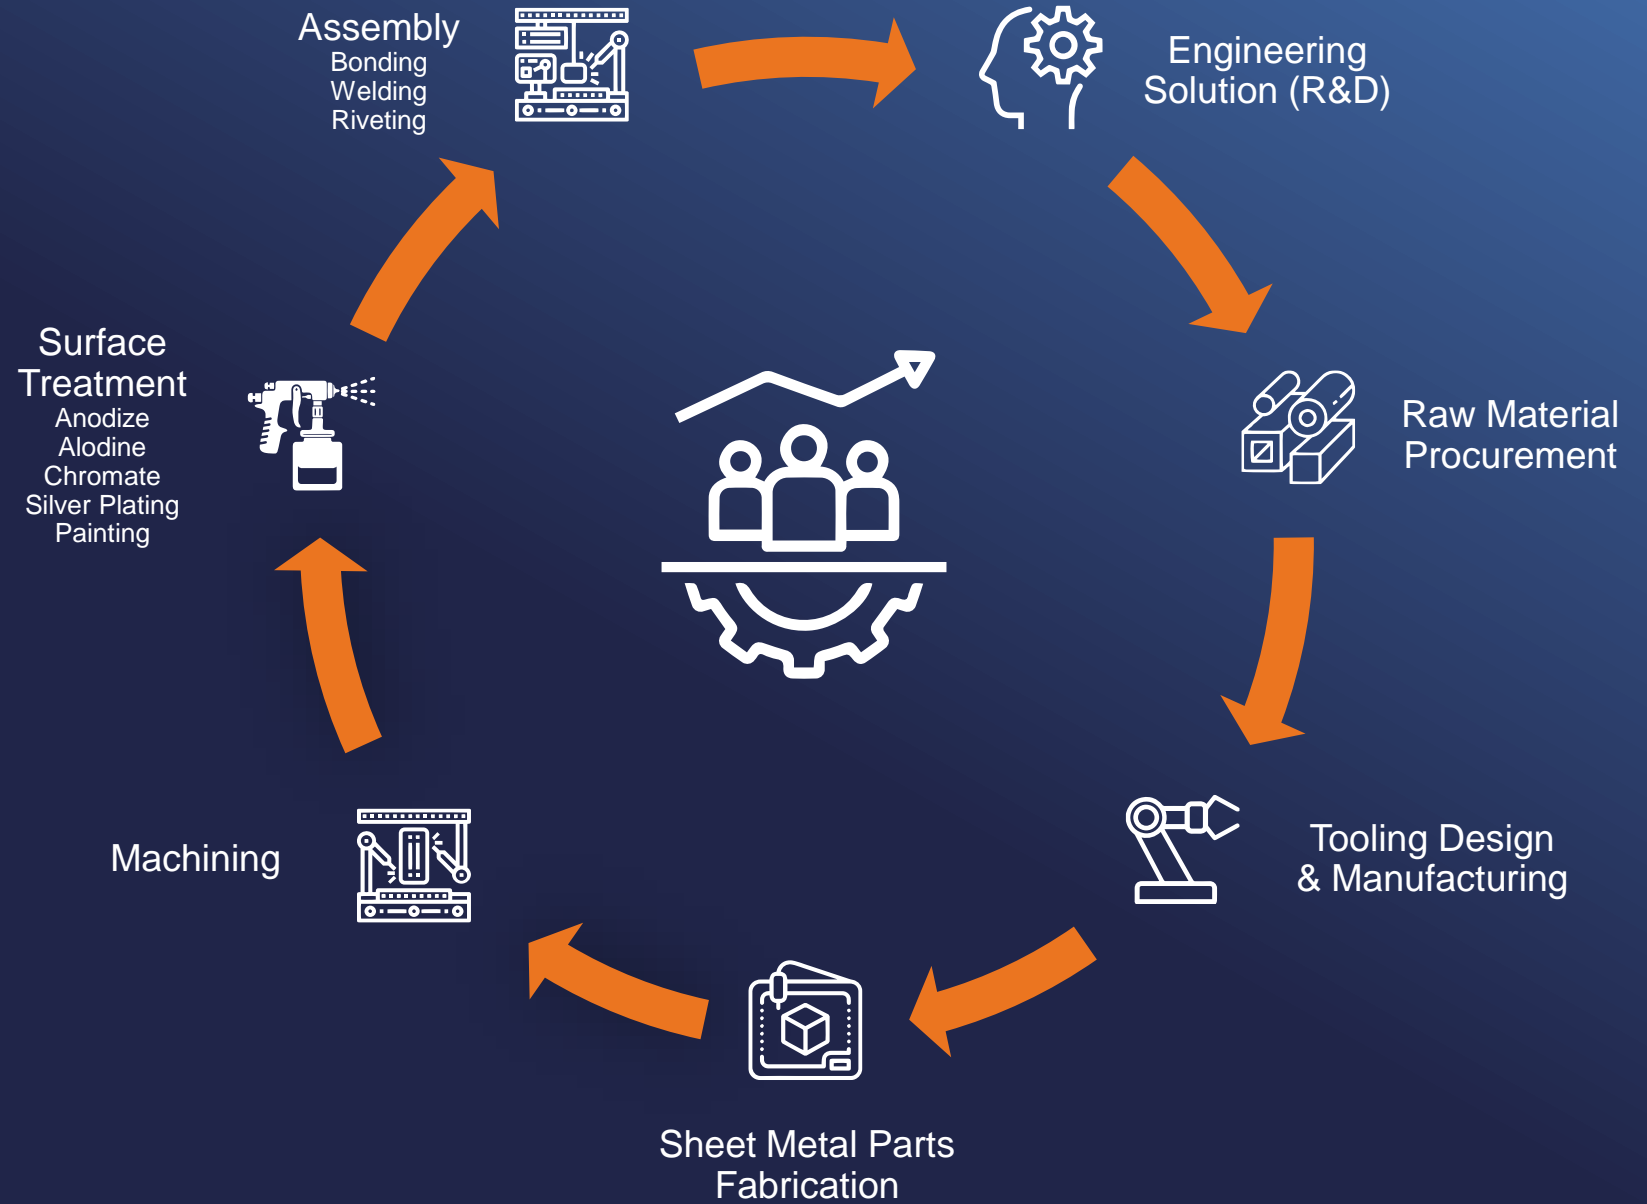 Assembly
Bonding
Welding
Riveting
Engineering
Solution (R&D)
Surface
Treatment
Anodize
Alodine
Chromate
Silver Plating
Painting
Raw Material
Procurement
Machining
Tooling Design
& Manufacturing
Sheet Metal Parts
Fabrication